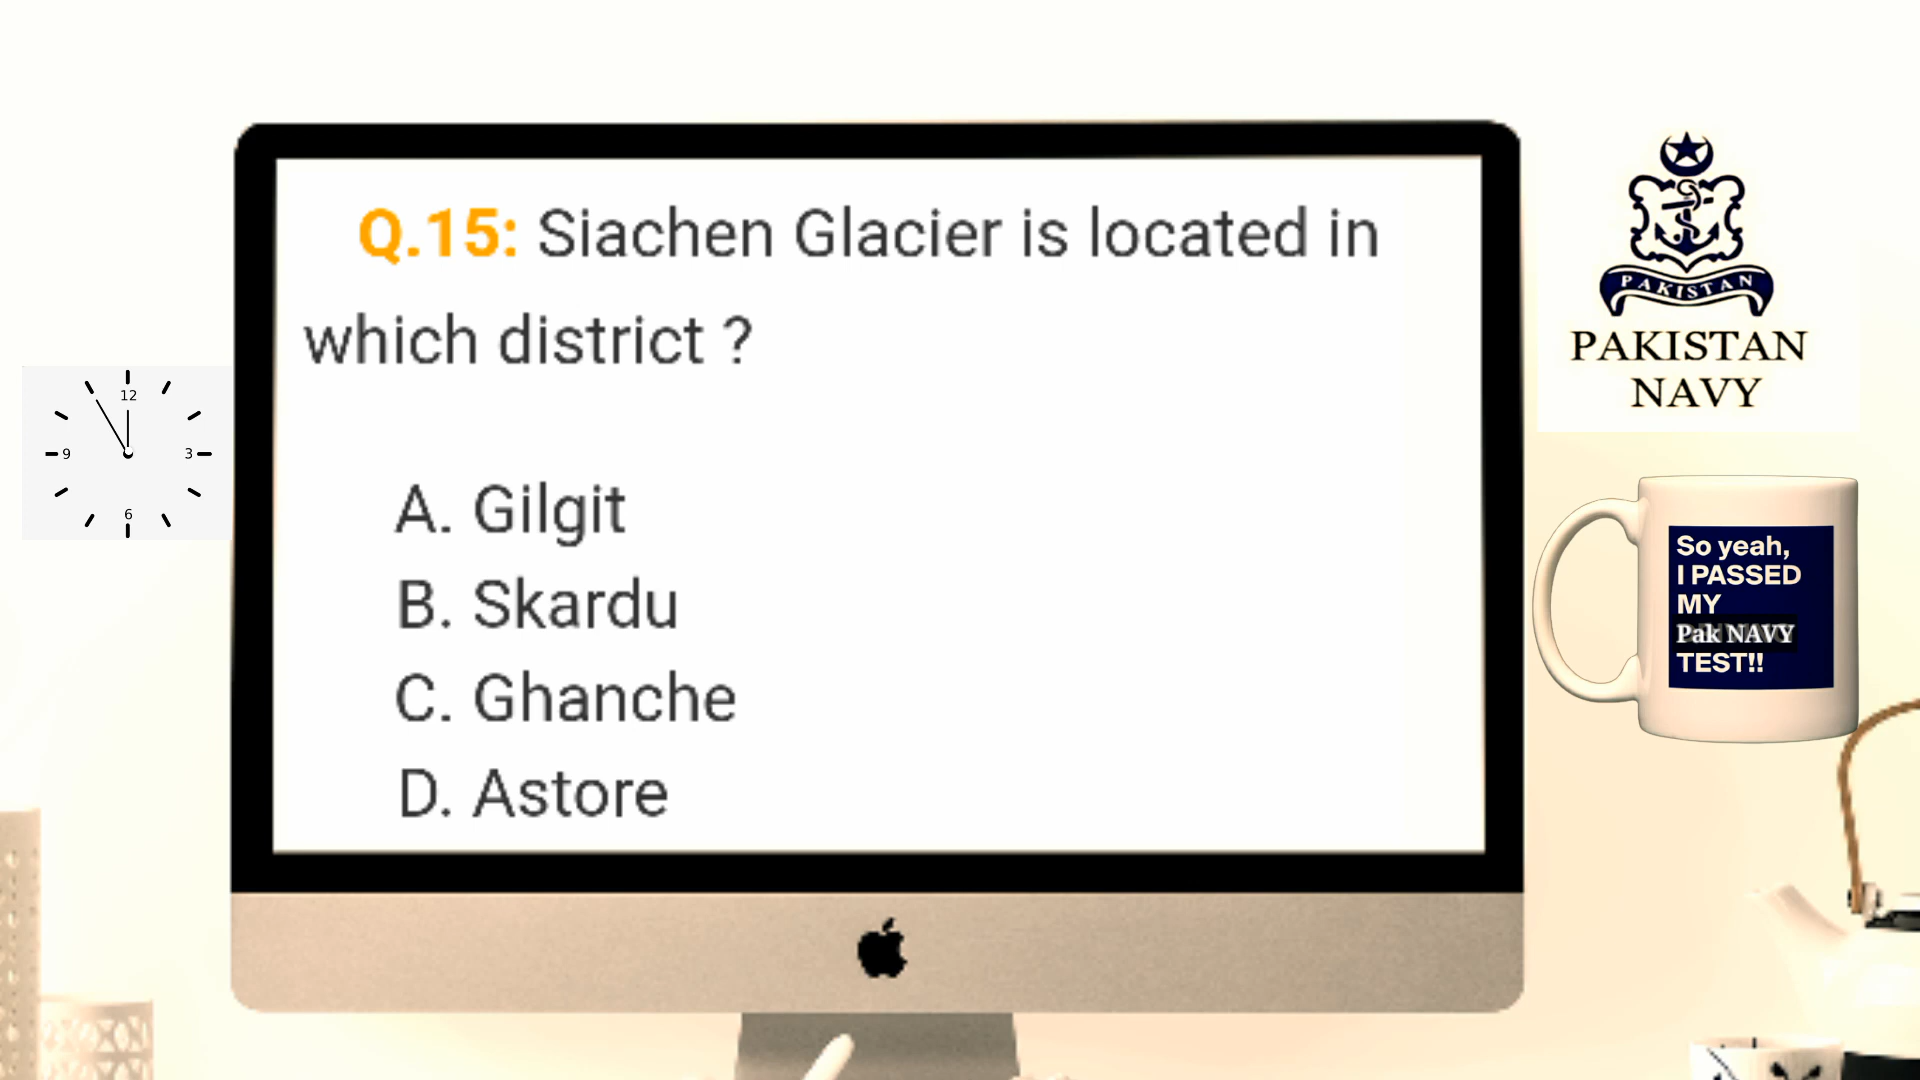 Q.15: Siachen Glacier is located in
which district ?
A. Gilgit
B. Skardu
C. Ghanche
D. Astore
12
9
3
6
PAKISTAN
PAKISTAN
NAVY
So yeah,
I PASSED
MY
Pak NAVY
TEST!!